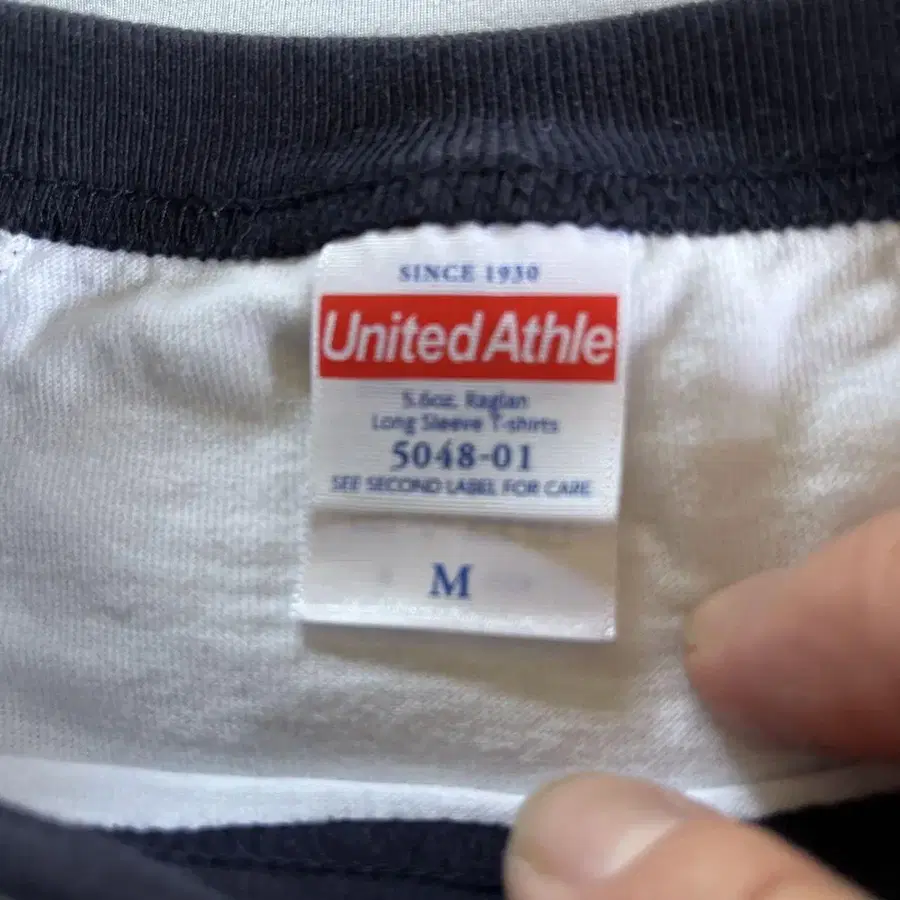 SINCE 1930
United Athle
5.6oz. Raglan
Long Sleeve T-shirts
5048-01
SEE SECOND LABEL FOR CARE
M